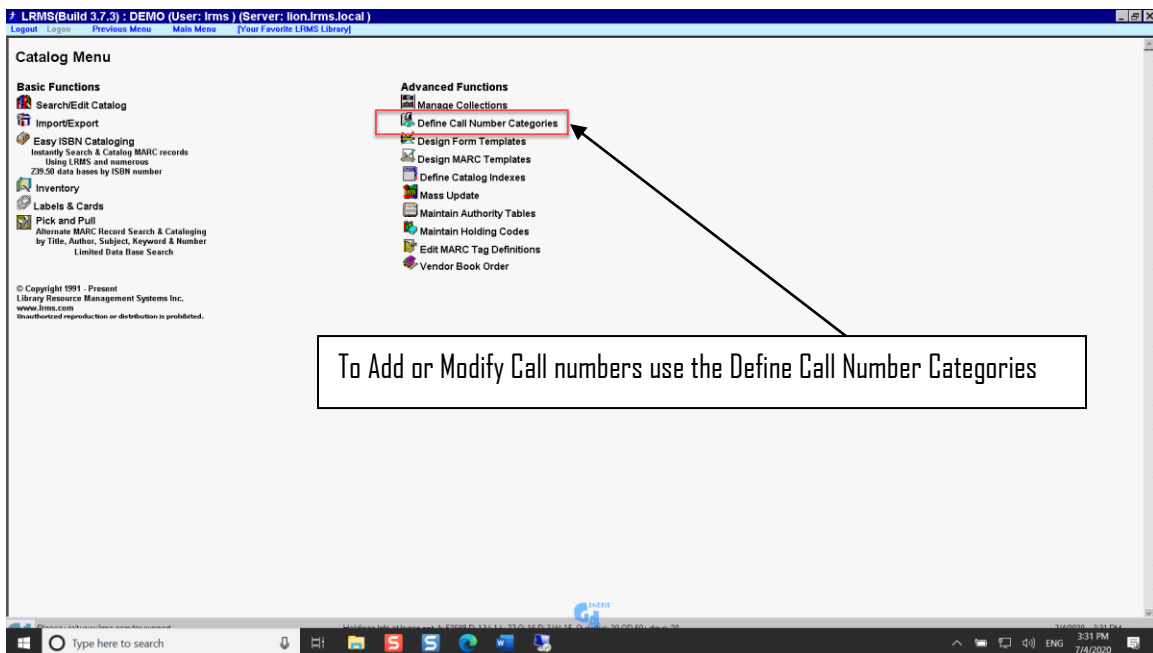 LRMS(Build 3.7.3) : DEMO (User: lrms ) (Server: lion.lrms.local )
Logout Logon Previous Menu Main Menu [Your Favorite LRMS Library]
Catalog Menu
Basic Functions
Search/Edit Catalog
Import/Export
Easy ISBN Cataloging
Instantly Search & Catalog MARC records
Using LRMS and numerous
Z39.50 data bases by ISBN number
Inventory
Labels & Cards
Pick and Pull
Alternate MARC Record Search & Cataloging
by Title, Author, Subject, Keyword & Number
Limited Data Base Search
© Copyright 1991 - Present
Library Resource Management Systems Inc.
www.lrms.com
Unauthorized reproduction or distribution is prohibited.
Advanced Functions
Manage Collections
Define Call Number Categories
Design Form Templates
Design MARC Templates
Define Catalog Indexes
Mass Update
Maintain Authority Tables
Maintain Holding Codes
Edit MARC Tag Definitions
Vendor Book Order
To Add or Modify Call numbers use the Define Call Number Categories
ENESIS
Type here to search
ENG
3:31 PM
7/4/2020